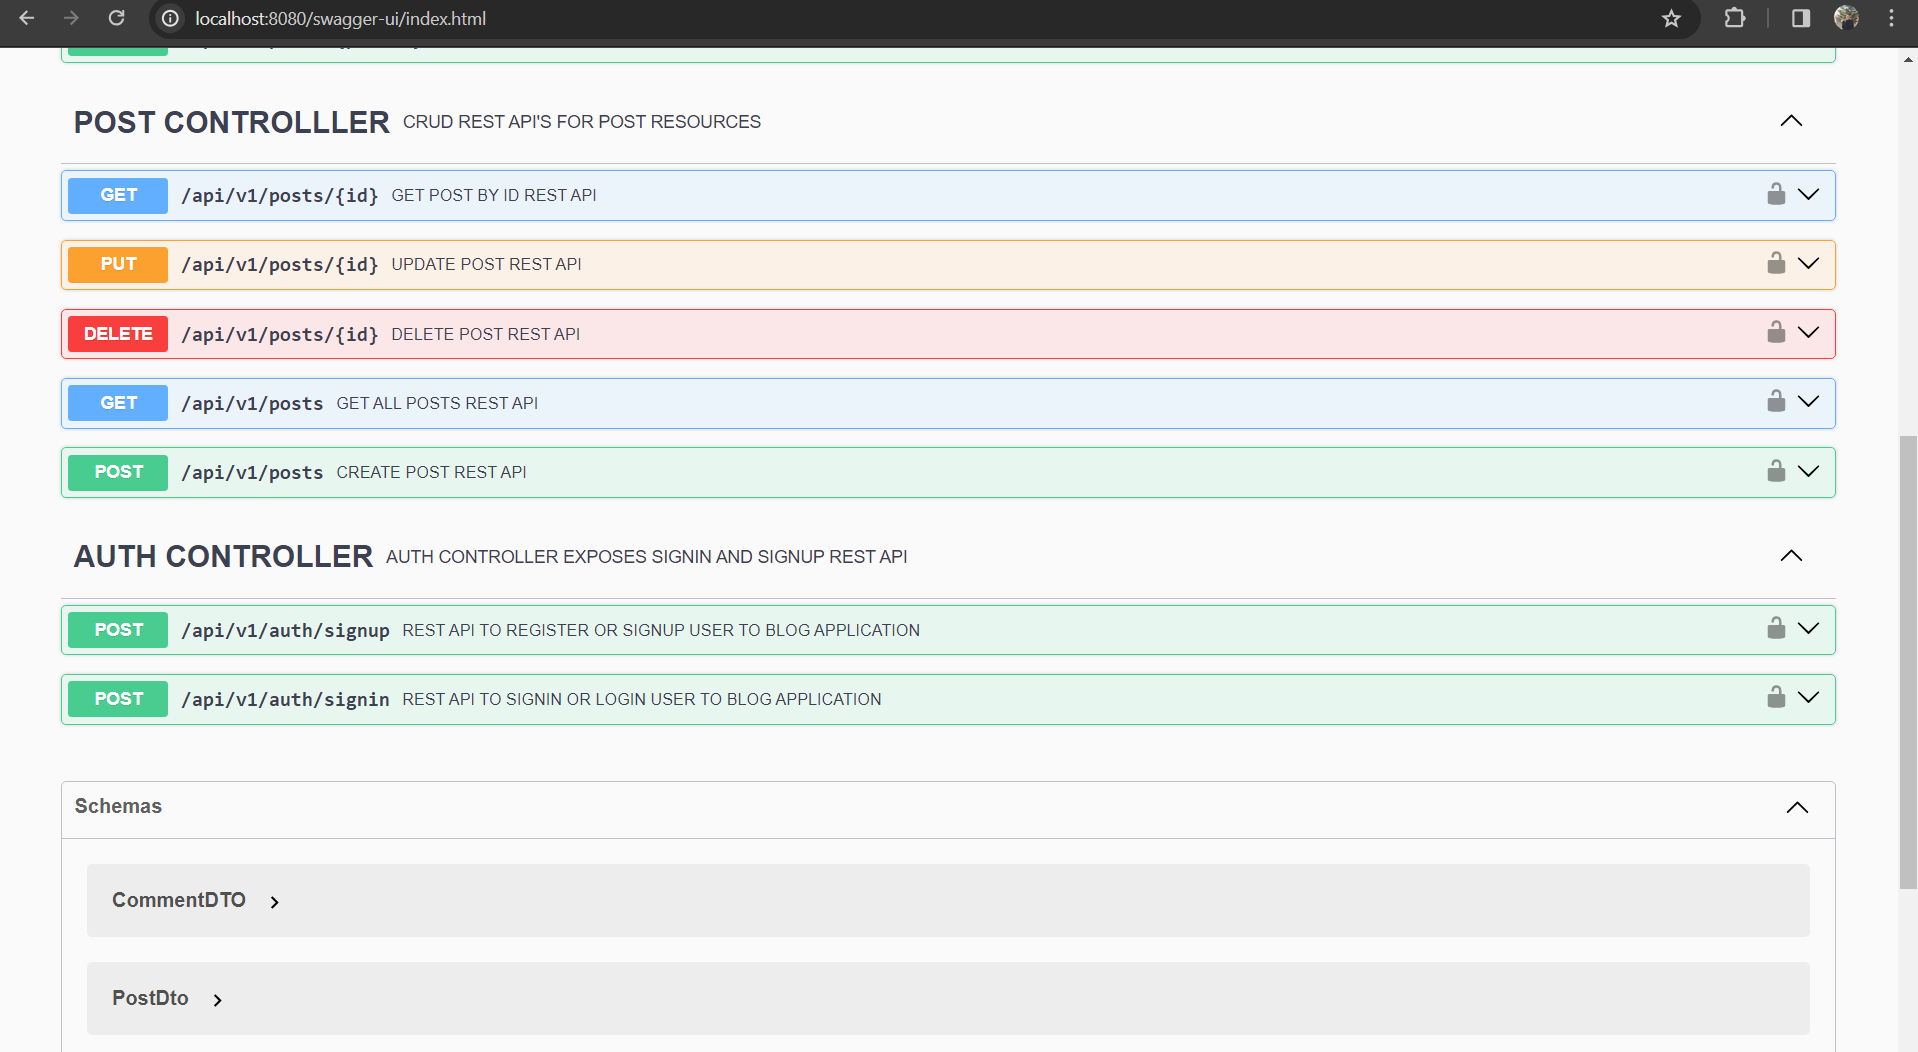 localhost:8080/swagger-ui/index.html
POST CONTROLLLER CRUD REST API'S FOR POST RESOURCES
GET /api/v1/posts/{id} GET POST BY ID REST API
PUT /api/v1/posts/{id} UPDATE POST REST API
DELETE /api/v1/posts/{id} DELETE POST REST API
GET /api/v1/posts GET ALL POSTS REST API
POST /api/v1/posts CREATE POST REST API
AUTH CONTROLLER AUTH CONTROLLER EXPOSES SIGNIN AND SIGNUP REST API
POST /api/v1/auth/signup REST API TO REGISTER OR SIGNUP USER TO BLOG APPLICATION
POST /api/v1/auth/signin REST API TO SIGNIN OR LOGIN USER TO BLOG APPLICATION
Schemas
CommentDTO
PostDto